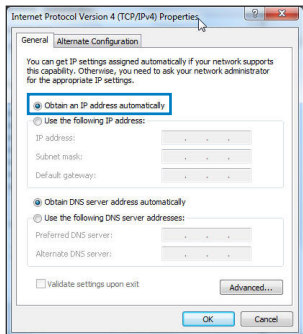 Internet Protocol Version 4 (TCP/IPv4) Properties
General
Alternate Configuration
You can get IP settings assigned automatically if your network supports
this capability. Otherwise, you need to ask your network administrator
for the appropriate IP settings.
Obtain an IP address automatically
Use the following IP address:
IP address:
Subnet mask:
Default gateway:
Obtain DNS server address automatically
Use the following DNS server addresses:
Preferred DNS server:
Alternate DNS server:
Validate settings upon exit
Advanced...
OK
Cancel